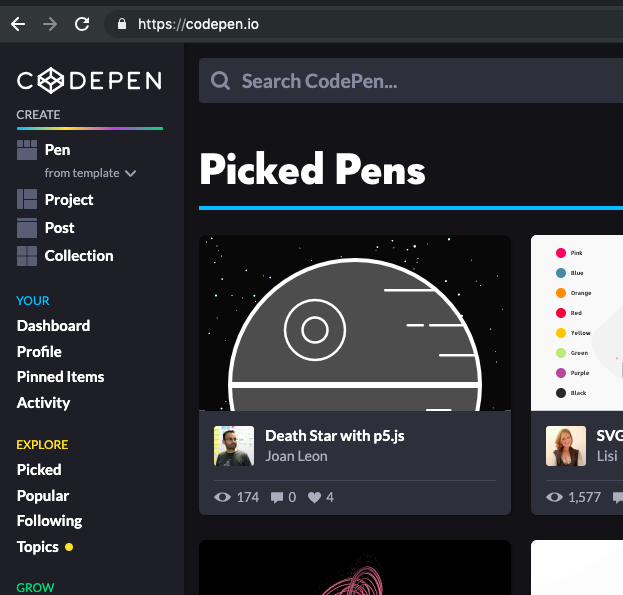 https://codepen.io
CODEPEN
CREATE
Pen
from template
Project
Post
Collection
YOUR
Dashboard
Profile
Pinned Items
Activity
EXPLORE
Picked
Popular
Following
Topics
GROW
Search CodePen...
Picked Pens
Death Star with p5.js
Joan Leon
174 0 4
Pink
Blue
Orange
Red
Yellow
Green
Purple
Black
SVG
Lisi
1,577